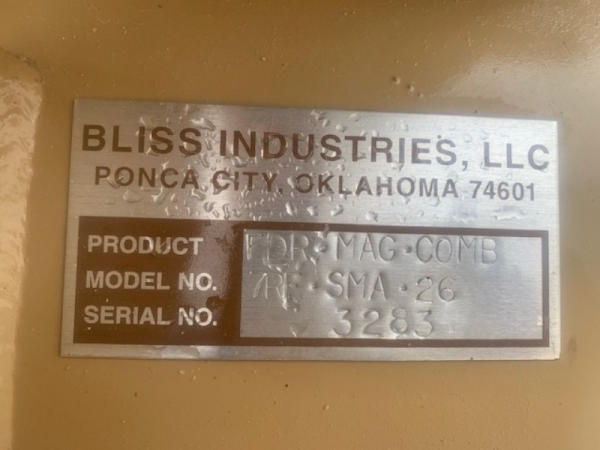 BLISS INDUSTRIES, LLC
PONCA CITY, OKLAHOMA 74601
PRODUCT FDR·MAG·COMB
MODEL NO. SMA·26
SERIAL NO. 3283